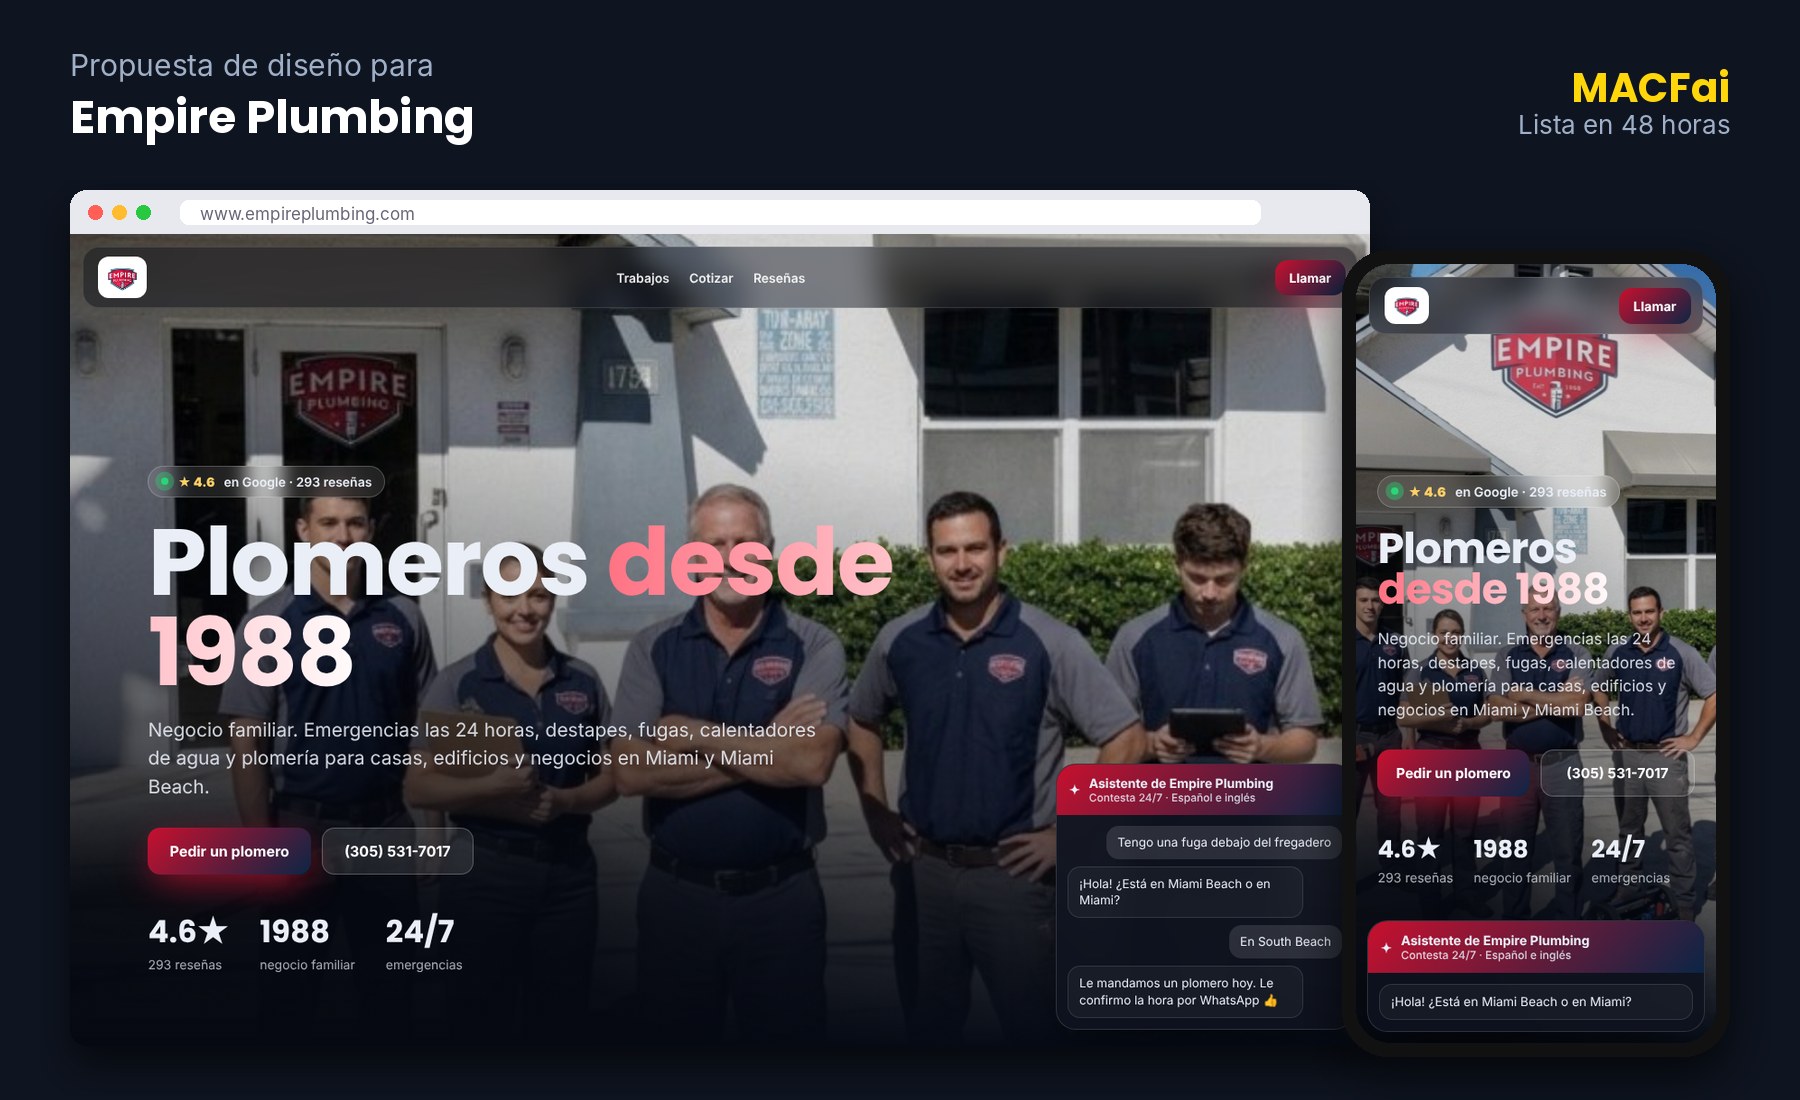 Propuesta de diseño para
Empire Plumbing
MACFai
Lista en 48 horas
www.empireplumbing.com
EMPIRE
Trabajos Cotizar Reseñas
Llamar
TOW-AWAY
ZONE
175
EMPIRE
PLUMBING
★ 4.6 en Google · 293 reseñas
Plomeros desde
1988
Negocio familiar. Emergencias las 24 horas, destapes, fugas, calentadores
de agua y plomería para casas, edificios y negocios en Miami y Miami
Beach.
Pedir un plomero
(305) 531-7017
4.6★ 1988 24/7
293 reseñas negocio familiar emergencias
✦ Asistente de Empire Plumbing
Contesta 24/7 · Español e inglés
Tengo una fuga debajo del fregadero
¡Hola! ¿Está en Miami Beach o en
Miami?
En South Beach
Le mandamos un plomero hoy. Le
confirmo la hora por WhatsApp 👍
EMPIRE
Llamar
EMPIRE
PLUMBING
Est 1988
★ 4.6 en Google · 293 reseñas
Plomeros
desde 1988
Negocio familiar. Emergencias las 24
horas, destapes, fugas, calentadores de
agua y plomería para casas, edificios y
negocios en Miami y Miami Beach.
Pedir un plomero
(305) 531-7017
4.6★ 1988 24/7
293 reseñas negocio familiar emergencias
✦ Asistente de Empire Plumbing
Contesta 24/7 · Español e inglés
¡Hola! ¿Está en Miami Beach o en Miami?